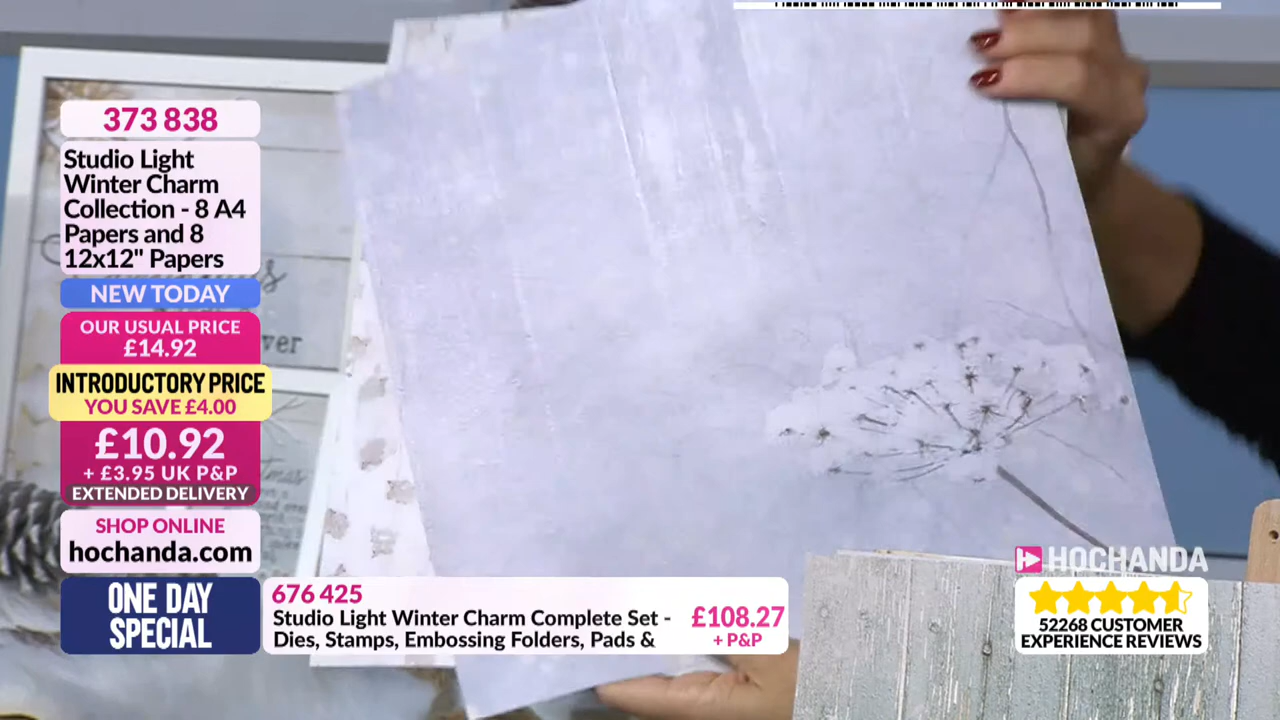 373 838
Studio Light
Winter Charm
Collection - 8 A4
Papers and 8
12x12" Papers
NEW TODAY
OUR USUAL PRICE
£14.92
INTRODUCTORY PRICE
YOU SAVE £4.00
£10.92
+ £3.95 UK P&P
EXTENDED DELIVERY
SHOP ONLINE
hochanda.com
ONE DAY
SPECIAL
676 425
Studio Light Winter Charm Complete Set -
Dies, Stamps, Embossing Folders, Pads &
£108.27
+ P&P
HOCHANDA
52268 CUSTOMER
EXPERIENCE REVIEWS